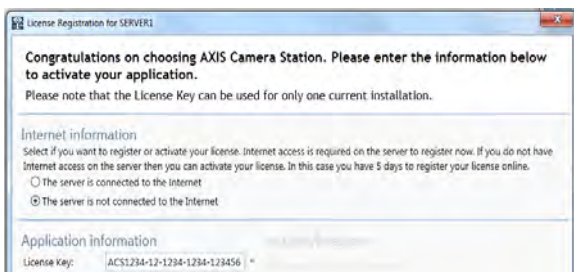 License Registration for SERVER1
Congratulations on choosing AXIS Camera Station. Please enter the information below
to activate your application.
Please note that the License Key can be used for only one current installation.
Internet information
Select if you want to register or activate your license. Internet access is required on the server to register now. If you do not have
Internet access on the server then you can activate your license. In this case you have 5 days to register your license online.
The server is connected to the Internet
The server is not connected to the Internet
Application information
License Key: ACS1234-12-1234-1234-123456 *